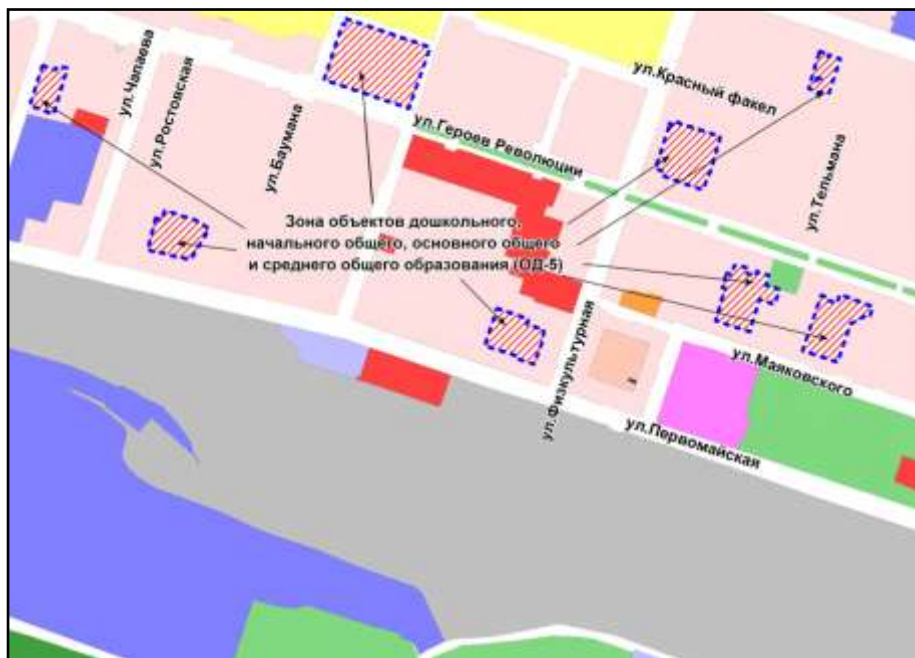 ул.Чапаева
ул.Ростовская
ул.Баумана
ул.Героев Революции
ул.Красный факел
ул.Тельмана
Зона объектов дошкольного,
начального общего, основного общего
и среднего общего образования (ОД-5)
ул.Физкультурная
ул.Маяковского
ул.Первомайская